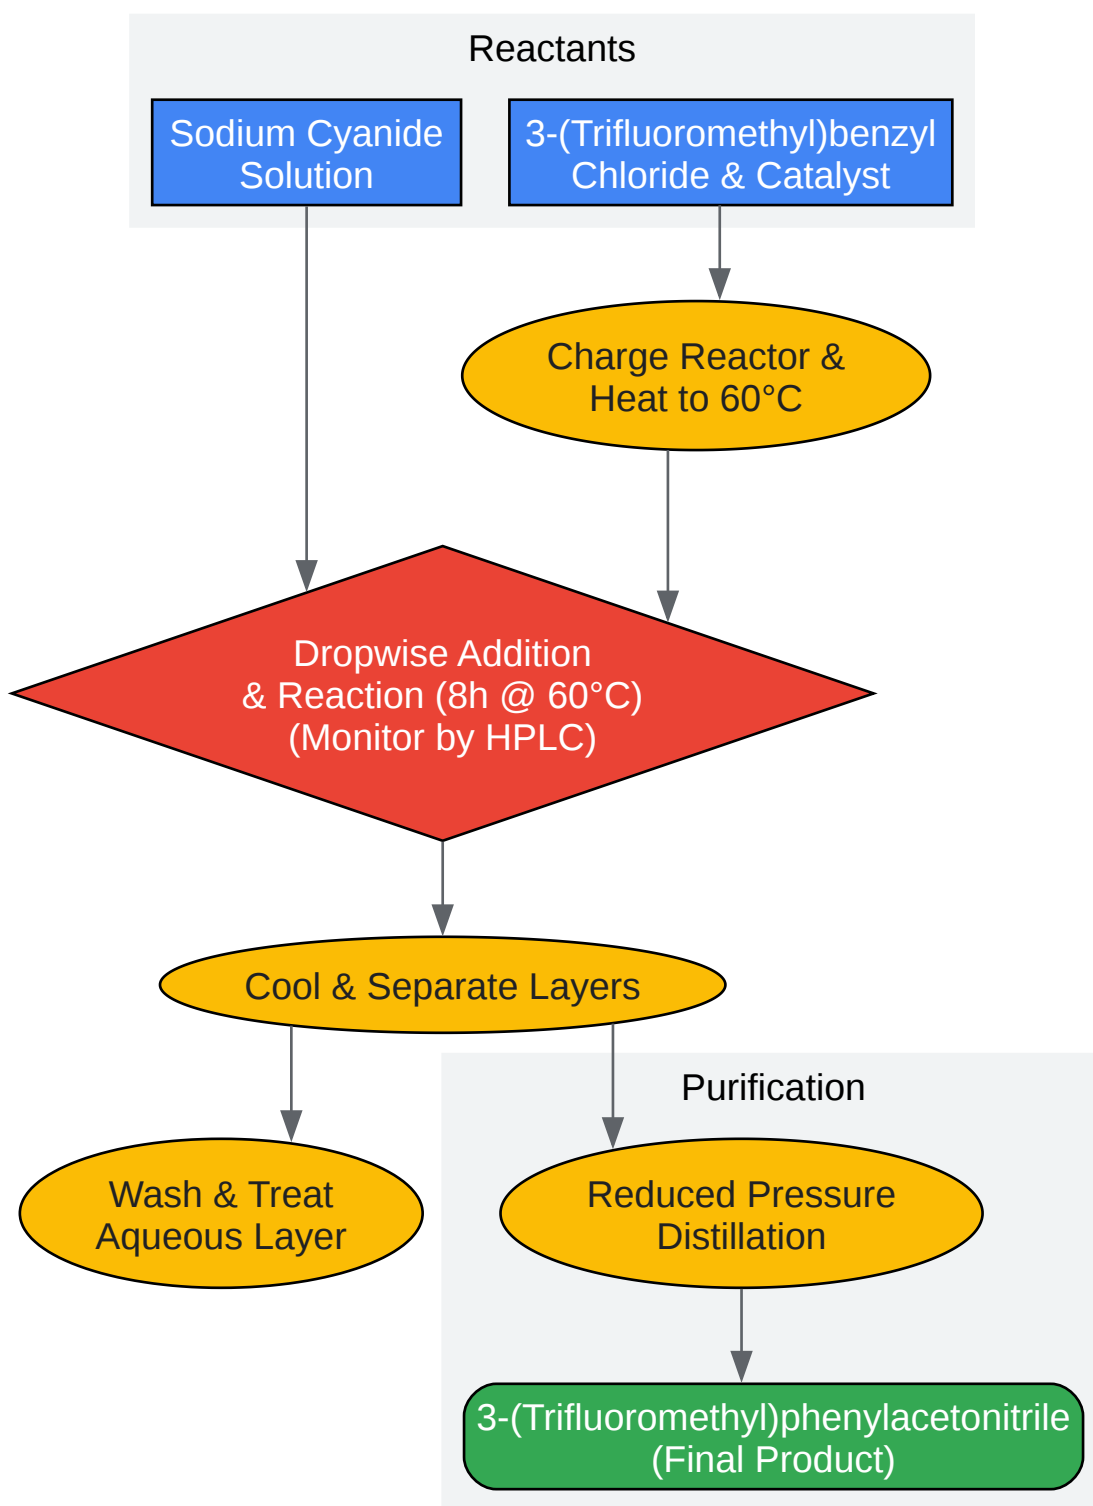 Reactants
Sodium Cyanide
Solution
3-(Trifluoromethyl)benzyl
Chloride & Catalyst
Charge Reactor &
Heat to 60°C
Dropwise Addition
& Reaction (8h @ 60°C)
(Monitor by HPLC)
Cool & Separate Layers
Purification
Wash & Treat
Aqueous Layer
Reduced Pressure
Distillation
3-(Trifluoromethyl)phenylacetonitrile
(Final Product)